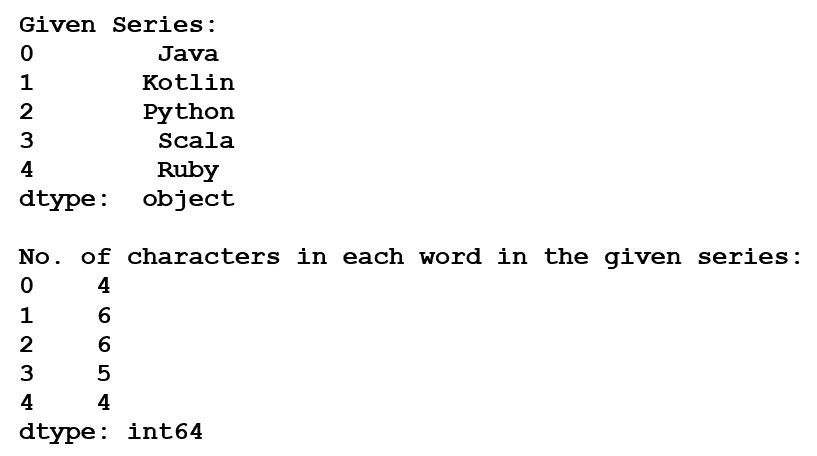 Given Series:
0        Java
1       Kotlin
2       Python
3        Scala
4        Ruby
dtype:  object
No. of characters in each word in the given series:
0    4
1    6
2    6
3    5
4    4
dtype: int64